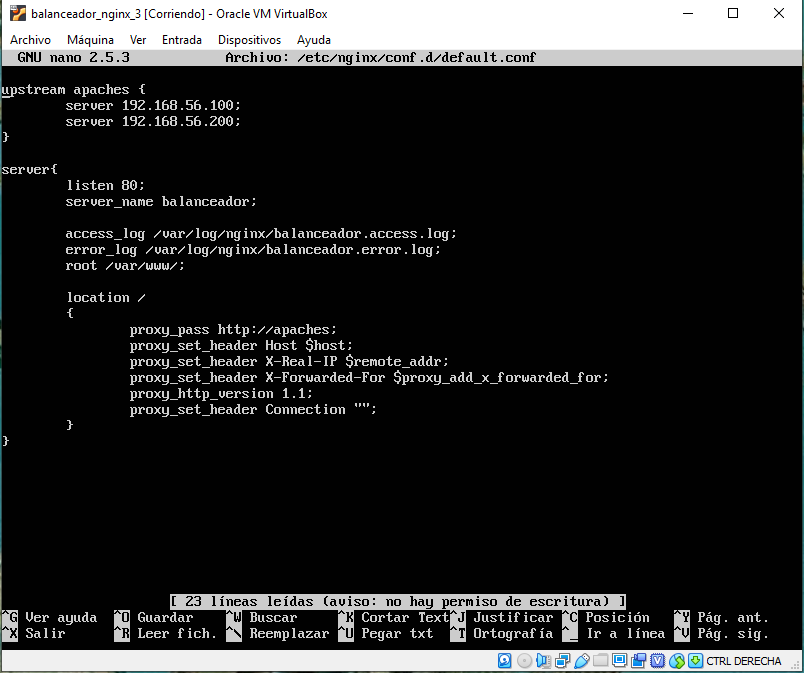 balanceador_nginx_3 [Corriendo] - Oracle VM VirtualBox
Archivo Máquina Ver Entrada Dispositivos Ayuda
GNU nano 2.5.3 Archivo: /etc/nginx/conf.d/default.conf
upstream apaches {
server 192.168.56.100;
server 192.168.56.200;
}
server{
listen 80;
server_name balanceador;
access_log /var/log/nginx/balanceador.access.log;
error_log /var/log/nginx/balanceador.error.log;
root /var/www/;
location /
{
proxy_pass http://apaches;
proxy_set_header Host $host;
proxy_set_header X-Real-IP $remote_addr;
proxy_set_header X-Forwarded-For $proxy_add_x_forwarded_for;
proxy_http_version 1.1;
proxy_set_header Connection "";
}
}
[ 23 líneas leídas (aviso: no hay permiso de escritura) ]
^G Ver ayuda ^O Guardar ^W Buscar ^K Cortar Text ^J Justificar ^C Posición ^Y Pág. ant.
^X Salir ^R Leer fich. ^\ Reemplazar ^U Pegar txt ^T Ortografía ^_ Ir a línea ^V Pág. sig.
CTRL DERECHA